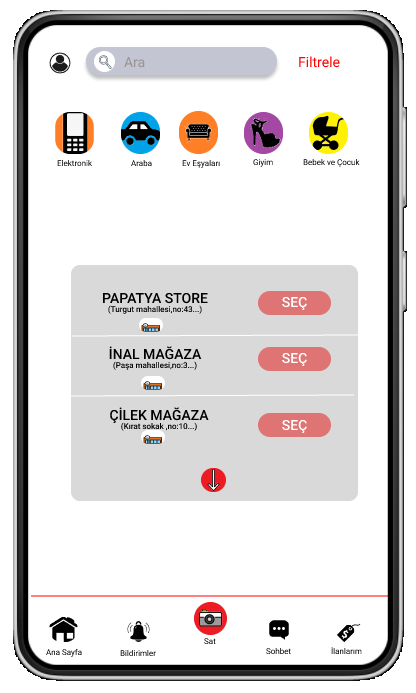 Ara
Filtrele
Elektronik
Araba
Ev Eşyaları
Giyim
Bebek ve Çocuk
PAPATYA STORE
(Turgut mahallesi,no:43...)
SEÇ
İNAL MAĞAZA
(Paşa mahallesi,no:3...)
SEÇ
ÇİLEK MAĞAZA
(Kırat sokak ,no:10...)
SEÇ
Ana Sayfa
Bildirimler
Sat
Sohbet
İlanlarım